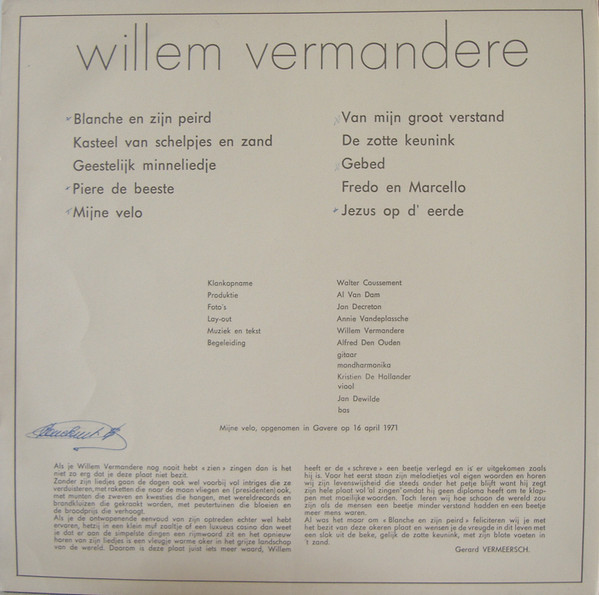 willem vermandere
Blanche en zijn peird
Kasteel van schelpjes en zand
Geestelijk minneliedje
Piere de beeste
Mijne velo
Van mijn groot verstand
De zotte keunink
Gebed
Fredo en Marcello
Jezus op d' eerde
Klankopname Walter Coussement
Produktie Al Van Dam
Foto's Jan Decreton
Lay-out Annie Vandeplassche
Muziek en tekst Willem Vermandere
Begeleiding Alfred Den Ouden
gitaar
mondharmonika
Kristien De Hollander
viool
Jan Dewilde
bas
Mijne velo, opgenomen in Gavere op 16 april 1971
Als je Willem Vermandere nog nooit hebt « zien » zingen dan is het
niet zo erg dat je deze plaat niet bezit.
Zonder zijn liedjes gaan de dagen ook wel voorbij vol intriges die ze
verduisteren, met raketten die naar de maan vliegen en (presidenten) ook,
met munten die zweven en kwesties die hangen, met wereldrecords en
brandkluizen die gekraakt worden, met peutertuinen die bloeien en
de broodprijs die verhoogt.
Als je de ontwapenende eenvoud van zijn optreden achter wel hebt
ervaren, hetzij in een klein muf zaaltje of een luxueus casino dan weet
je dat er aan de simpelste dingen een rijmwoord zit en het opnieuw
horen van zijn liedjes is een vleugje warme oker in het grijze landschap
van de wereld. Daarom is deze plaat juist iets meer waard, Willem
heeft er de « schreve » een beetje verlegd en is er uitgekomen zoals
hij is. Voor het eerst staan zijn melodietjes vol eigen woorden en horen
wij zijn levenswijsheid die steeds onder het petje blijft want hij zegt
zijn hele plaat vol 'al zingen' omdat hij geen diploma heeft om te klap-
pen met moeilijke woorden. Toch leren wij hoe schoon de wereld zou
zijn als de mensen een beetje minder verstand hadden en een beetje
meer mens waren.
Al was het maar om « Blanche en zijn peird » feliciteren wij je met
het bezit van deze okeren plaat en wensen je de vreugde in dit leven met
een slok uit de beke, gelijk de zotte keunink, met zijn blote voeten in
't zand.
Gerard VERMEERSCH.